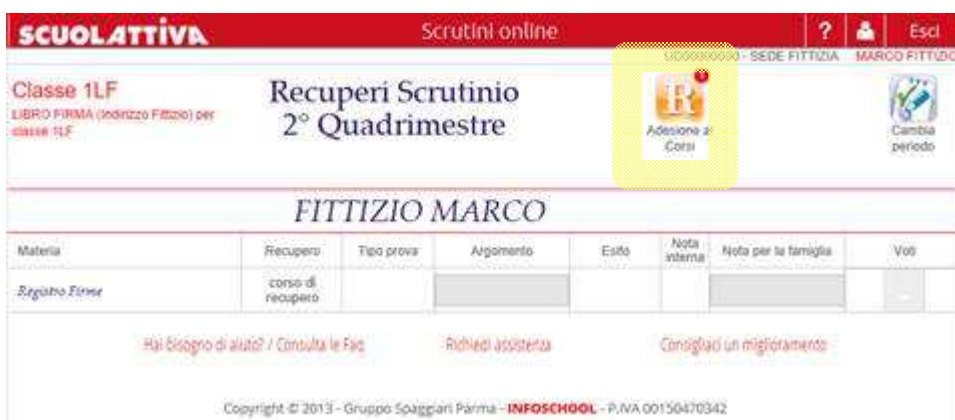 SCUOLATTIVA Scrutini online ? Esci
- SEDE FITTIZIA MARCO FITTIZIO
Classe 1LF
LIBRO FIRMA (Indirizzo Fittizio) per
classe 1LF
Recuperi Scrutinio
2° Quadrimestre
R
Adesione ai
Corsi
Cambia
periodo
FITTIZIO MARCO
Materia Recupero Tipo prova Argomento Esito Nota interna Nota per la famiglia Voti
Registro Firme corso di recupero
Hai bisogno di aiuto? / Consulta le Faq Richiedi assistenza Consigliaci un miglioramento
Copyright © 2013 - Gruppo Spaggiari Parma - INFOSCHOOL - P.IVA 00150470342